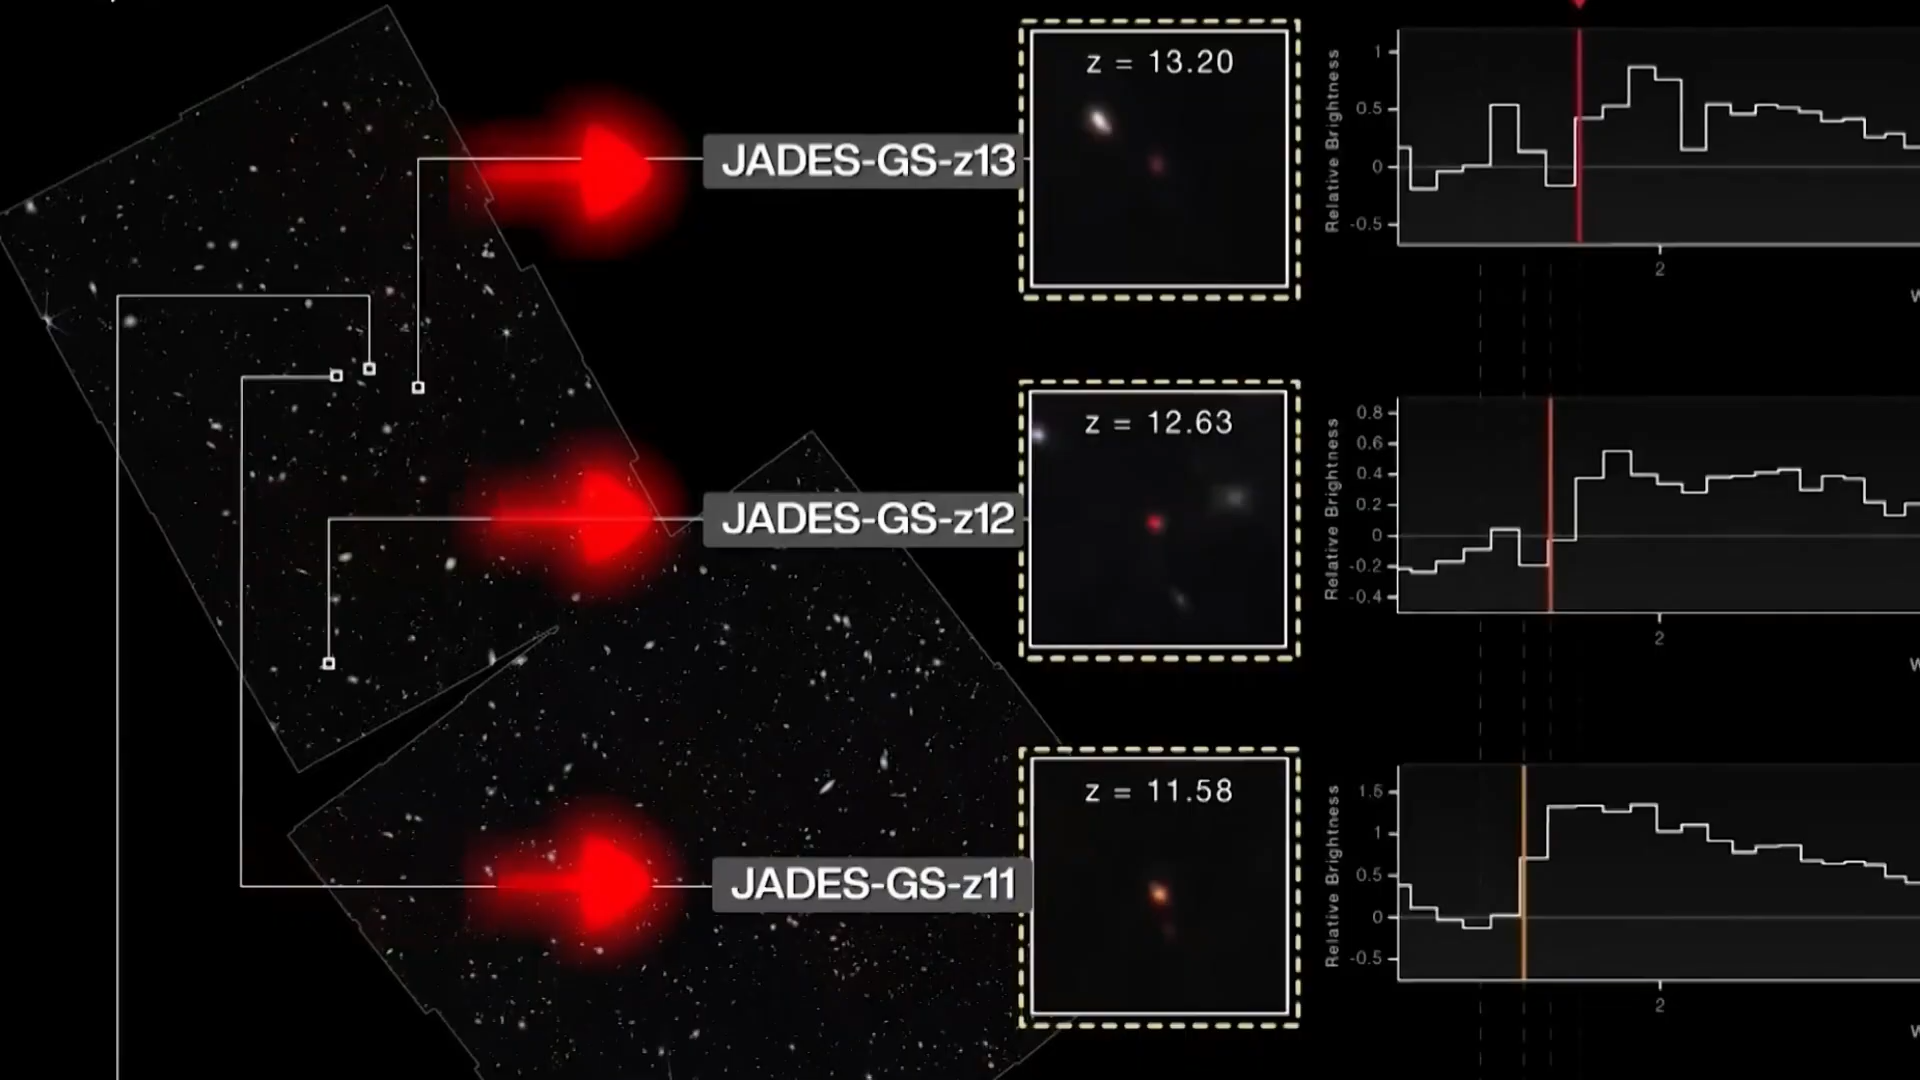 JADES-GS-z13
z = 13.20
Relative Brightness
1
0.5
0
-0.5
2
JADES-GS-z12
z = 12.63
Relative Brightness
0.8
0.6
0.4
0.2
0
-0.2
-0.4
2
JADES-GS-z11
z = 11.58
Relative Brightness
1.5
1
0.5
0
-0.5
2